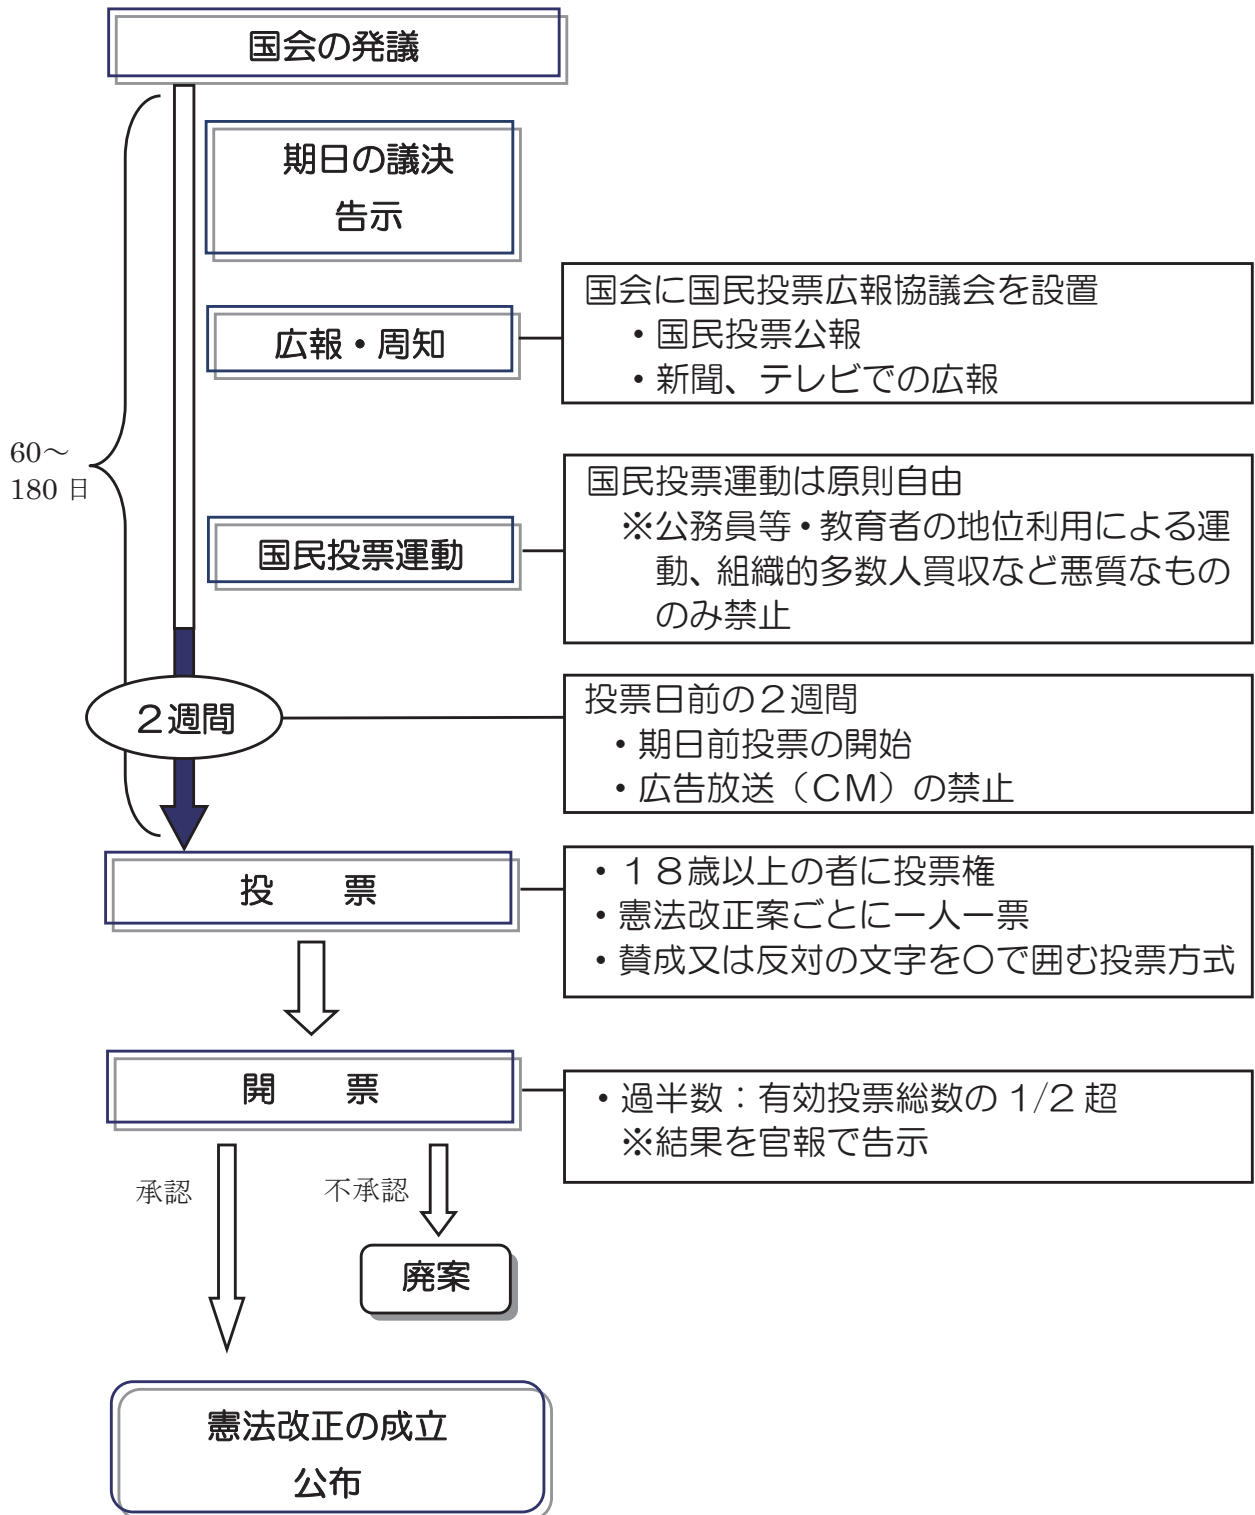 国会の発議
期日の議決
告示
広報・周知
国会に国民投票広報協議会を設置
・国民投票公報
・新聞、テレビでの広報
60～
180 日
国民投票運動
国民投票運動は原則自由
※公務員等・教育者の地位利用による運
動、組織的多数人買収など悪質なもの
のみ禁止
２週間
投票日前の２週間
・期日前投票の開始
・広告放送（ＣＭ）の禁止
投　　票
・１８歳以上の者に投票権
・憲法改正案ごとに一人一票
・賛成又は反対の文字を〇で囲む投票方式
開　　票
・過半数：有効投票総数の 1/2 超
※結果を官報で告示
承認
不承認
廃案
憲法改正の成立
公布